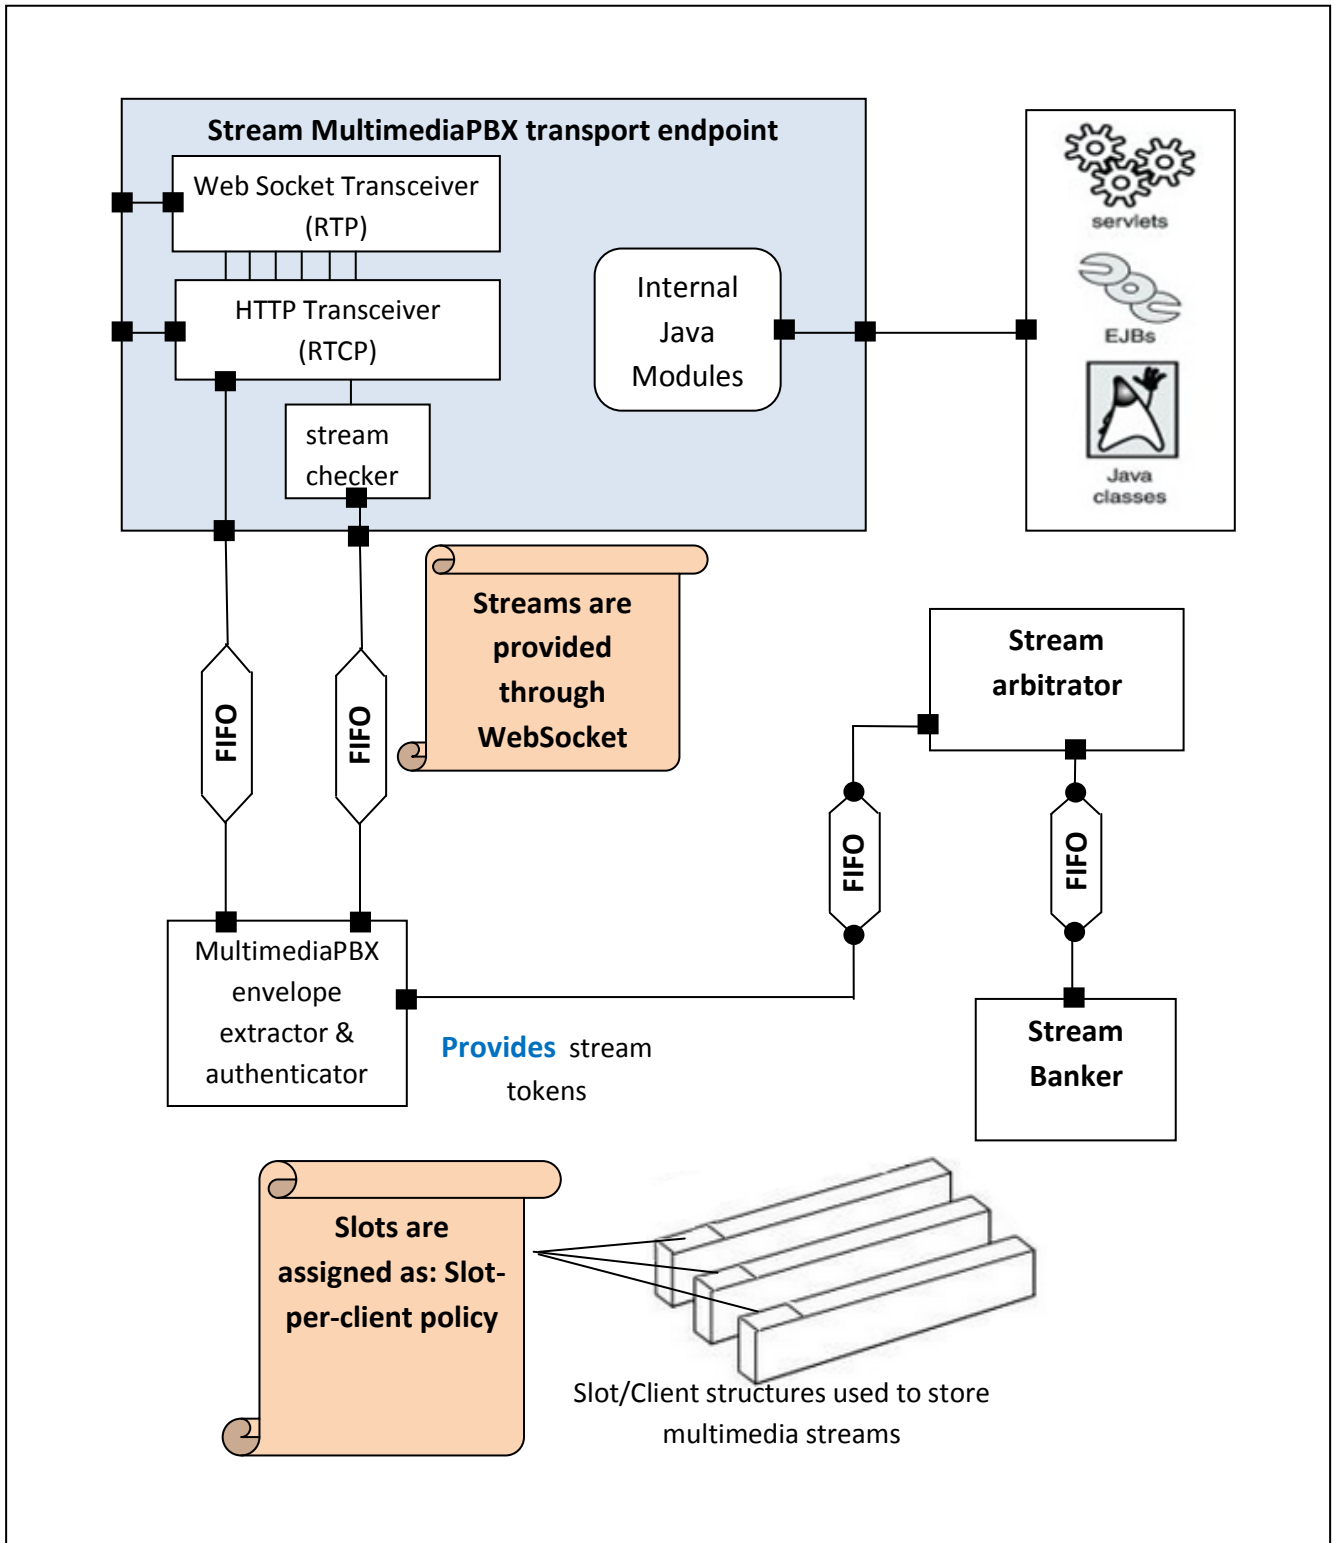 Stream MultimediaPBX transport endpoint
Web Socket Transceiver
(RTP)
HTTP Transceiver
(RTCP)
stream
checker
Internal
Java
Modules
servlets
EJBs
Java
classes
Streams are
provided
through
WebSocket
FIFO
FIFO
Stream
arbitrator
FIFO
FIFO
MultimediaPBX
envelope
extractor &
authenticator
Provides stream
tokens
Stream
Banker
Slots are
assigned as: Slot-
per-client policy
Slot/Client structures used to store
multimedia streams